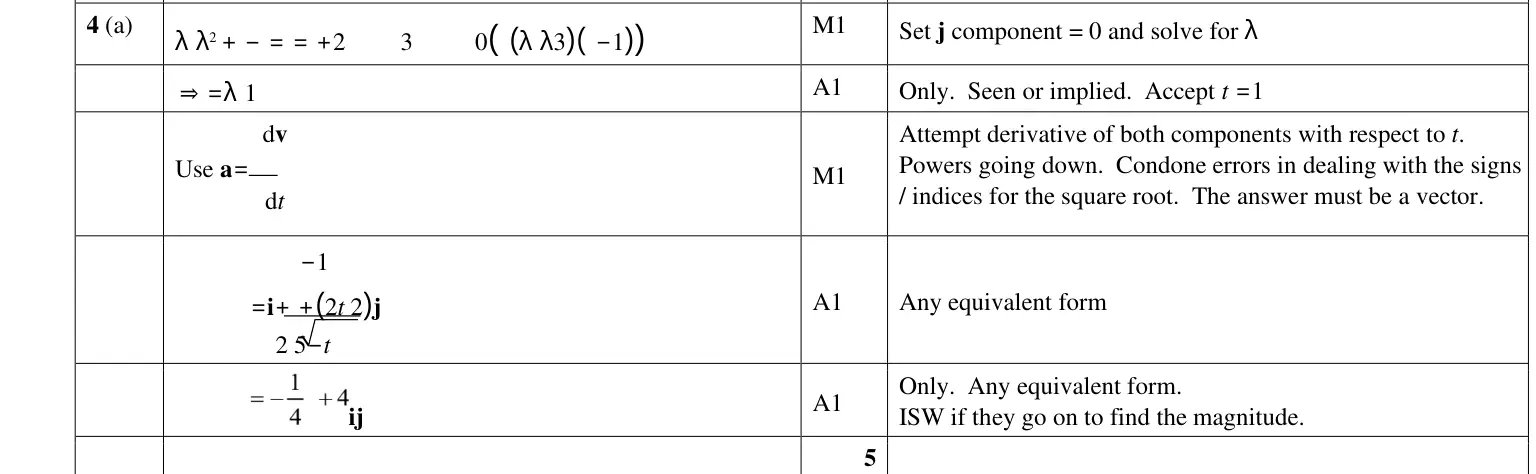 4 (a)
λ λ² + − = = +2 3 0( (λ λ3)( −1))
M1
Set j component = 0 and solve for λ
⇒ =λ 1
A1
Only. Seen or implied. Accept t =1
dv
Use a=
dt
M1
Attempt derivative of both components with respect to t.
Powers going down. Condone errors in dealing with the signs
/ indices for the square root. The answer must be a vector.
−1
=i+ +(2t 2)j
2 5√−t
A1
Any equivalent form
= − 1/4 + 4
ij
A1
Only. Any equivalent form.
ISW if they go on to find the magnitude.
5